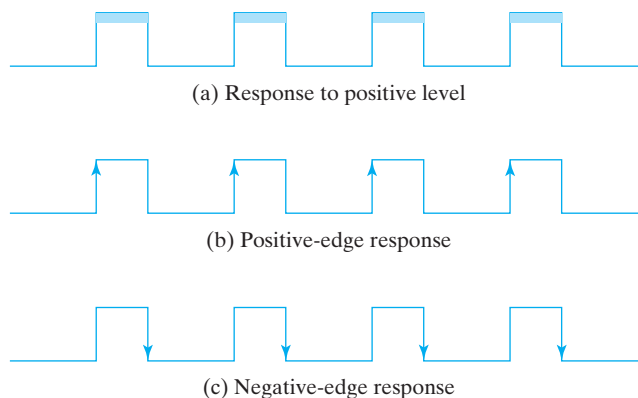 (a) Response to positive level
(b) Positive-edge response
(c) Negative-edge response